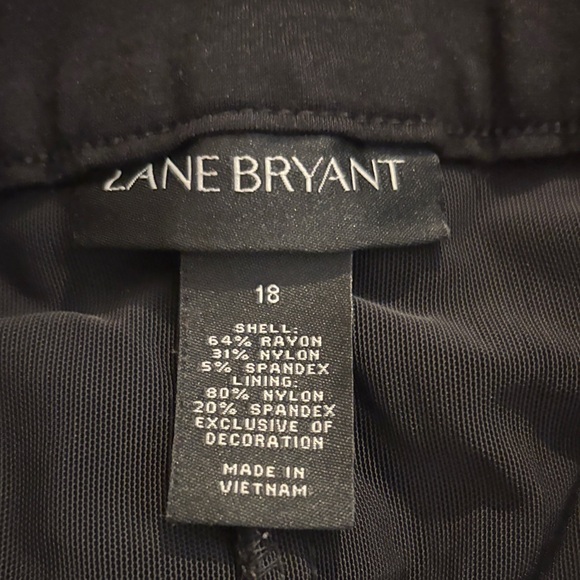 LANE BRYANT
18
SHELL:
64% RAYON
31% NYLON
5% SPANDEX
LINING:
80% NYLON
20% SPANDEX
EXCLUSIVE OF
DECORATION
MADE IN
VIETNAM